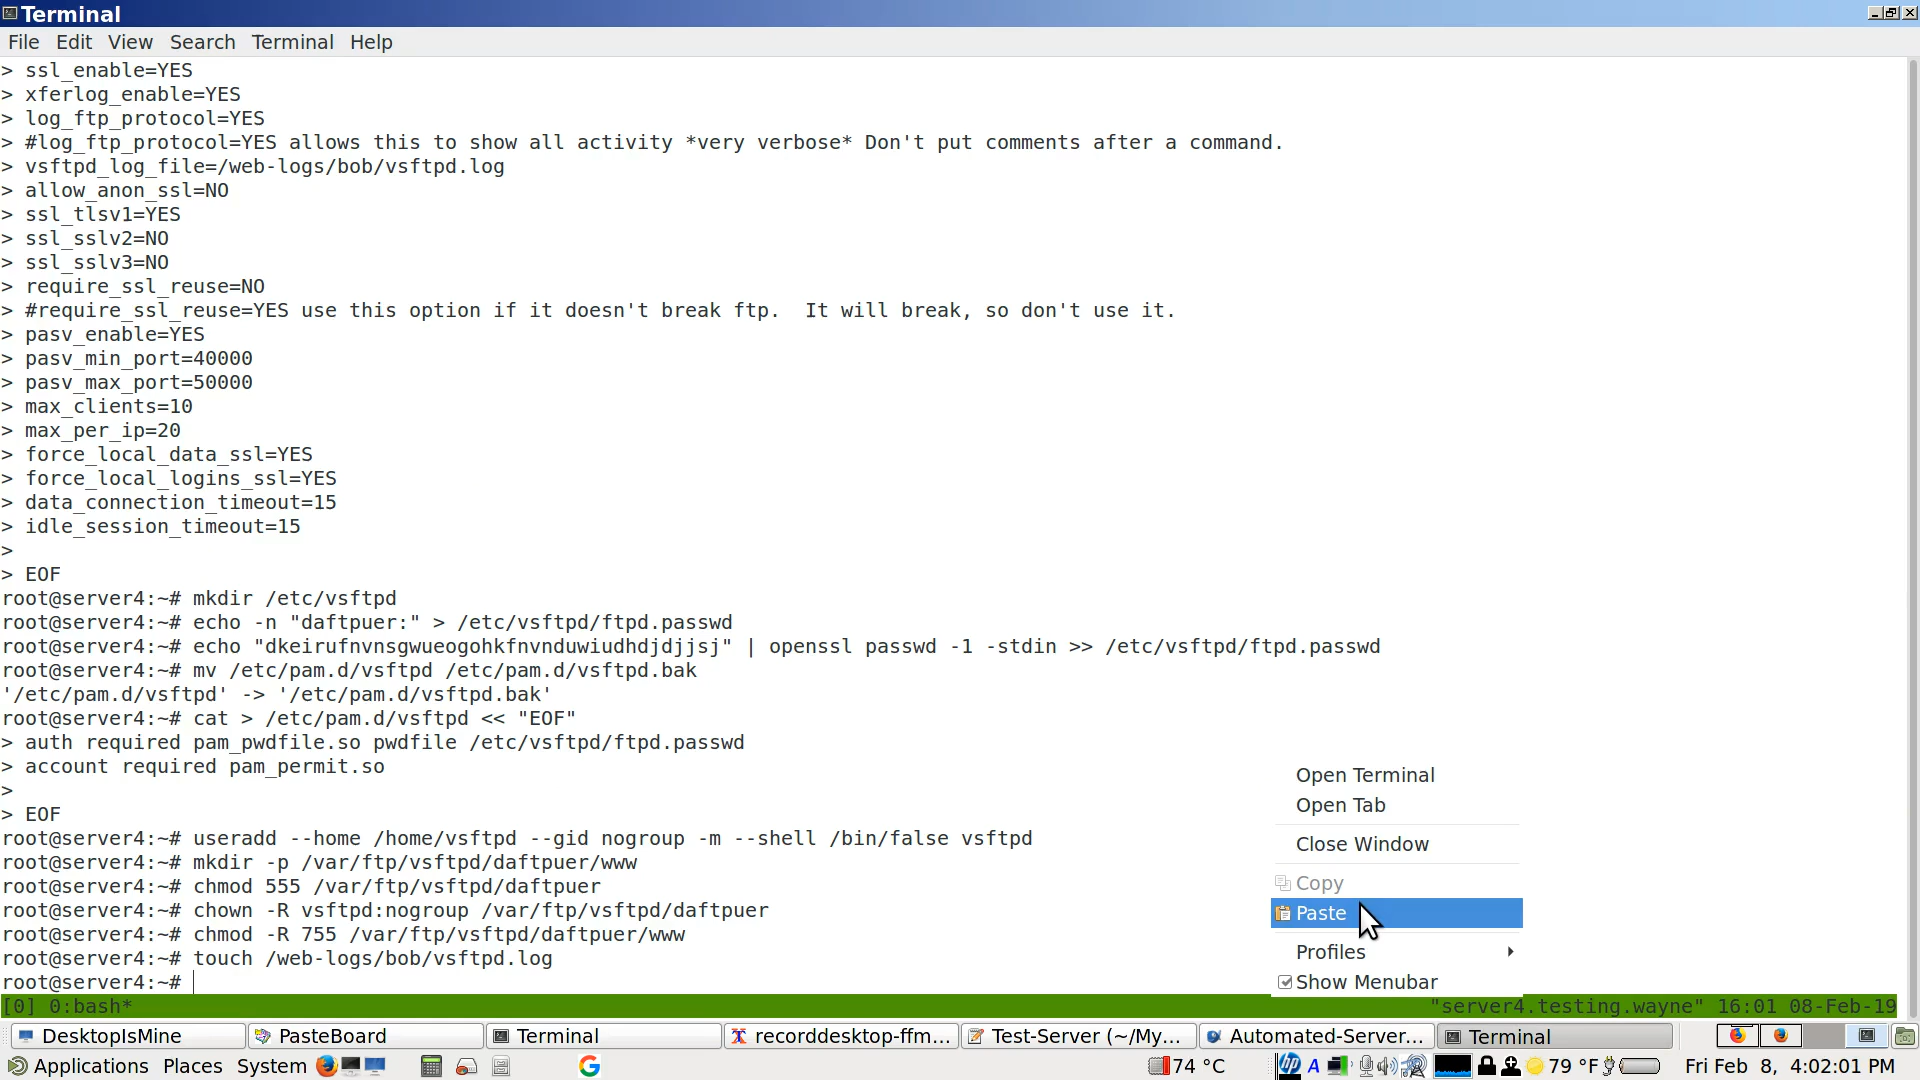 Terminal
File Edit View Search Terminal Help
> ssl_enable=YES
> xferlog_enable=YES
> log_ftp_protocol=YES
> #log_ftp_protocol=YES allows this to show all activity *very verbose* Don't put comments after a command.
> vsftpd_log_file=/web-logs/bob/vsftpd.log
> allow_anon_ssl=NO
> ssl_tlsv1=YES
> ssl_sslv2=NO
> ssl_sslv3=NO
> require_ssl_reuse=NO
> #require_ssl_reuse=YES use this option if it doesn't break ftp.  It will break, so don't use it.
> pasv_enable=YES
> pasv_min_port=40000
> pasv_max_port=50000
> max_clients=10
> max_per_ip=20
> force_local_data_ssl=YES
> force_local_logins_ssl=YES
> data_connection_timeout=15
> idle_session_timeout=15
>
> EOF
root@server4:~# mkdir /etc/vsftpd
root@server4:~# echo -n "daftpuer:" > /etc/vsftpd/ftpd.passwd
root@server4:~# echo "dkeirufnvnsgwueogohkfnvnduwiudhdjdjjsj" | openssl passwd -1 -stdin >> /etc/vsftpd/ftpd.passwd
root@server4:~# mv /etc/pam.d/vsftpd /etc/pam.d/vsftpd.bak
'/etc/pam.d/vsftpd' -> '/etc/pam.d/vsftpd.bak'
root@server4:~# cat > /etc/pam.d/vsftpd << "EOF"
> auth required pam_pwdfile.so pwdfile /etc/vsftpd/ftpd.passwd
> account required pam_permit.so
>
> EOF
root@server4:~# useradd --home /home/vsftpd --gid nogroup -m --shell /bin/false vsftpd
root@server4:~# mkdir -p /var/ftp/vsftpd/daftpuer/www
root@server4:~# chmod 555 /var/ftp/vsftpd/daftpuer
root@server4:~# chown -R vsftpd:nogroup /var/ftp/vsftpd/daftpuer
root@server4:~# chmod -R 755 /var/ftp/vsftpd/daftpuer/www
root@server4:~# touch /web-logs/bob/vsftpd.log
root@server4:~#
Open Terminal
Open Tab
Close Window
Copy
Paste
Profiles
Show Menubar
[0] 0:bash* "server4.testing.wayne" 16:01 08-Feb-19
DesktopIsMine PasteBoard Terminal recorddesktop-ffm... Test-Server (~/My... Automated-Server... Terminal
Applications Places System G hp A 74 °C 79 °F Fri Feb 8, 4:02:01 PM